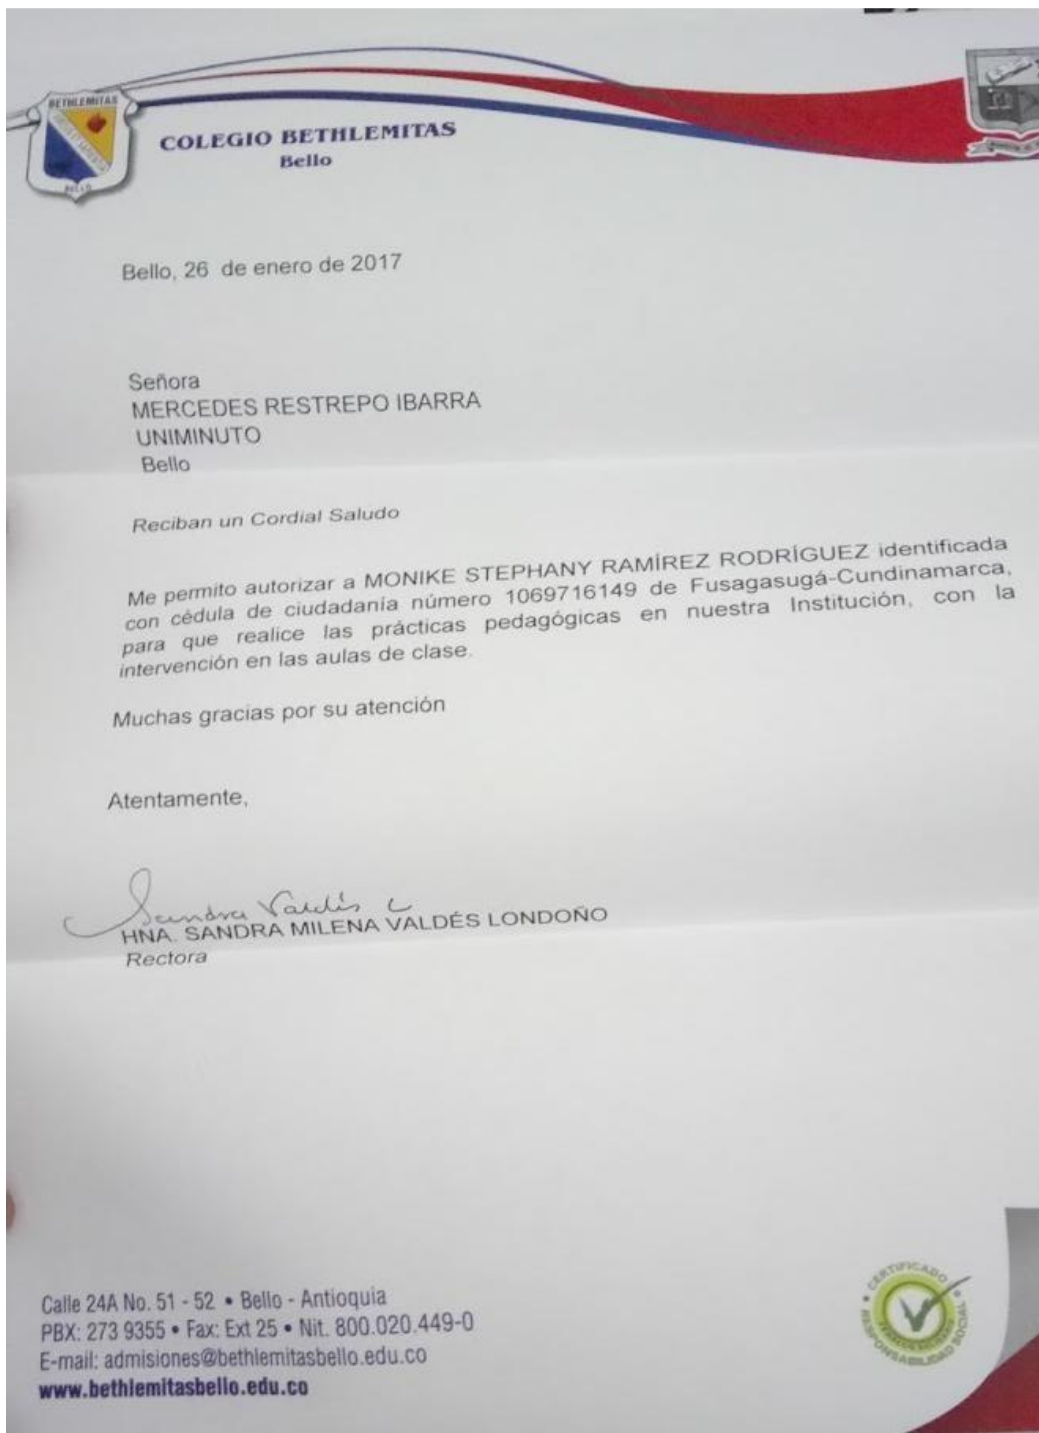 BETHLEMITAS
BELLO
COLEGIO BETHLEMITAS
Bello
Bello, 26 de enero de 2017
Señora
MERCEDES RESTREPO IBARRA
UNIMINUTO
Bello
Reciban un Cordial Saludo
Me permito autorizar a MONIKE STEPHANY RAMÍREZ RODRÍGUEZ identificada
con cédula de ciudadanía número 1069716149 de Fusagasugá-Cundinamarca,
para que realice las prácticas pedagógicas en nuestra Institución, con la
intervención en las aulas de clase.
Muchas gracias por su atención
Atentamente,
Sandra Valdés L
HNA. SANDRA MILENA VALDÉS LONDOÑO
Rectora
Calle 24A No. 51 - 52 • Bello - Antioquia
PBX: 273 9355 • Fax: Ext 25 • Nit. 800.020.449-0
E-mail: admisiones@bethlemitasbello.edu.co
www.bethlemitasbello.edu.co
CERTIFICADO
RESPONSABILIDAD SOCIAL